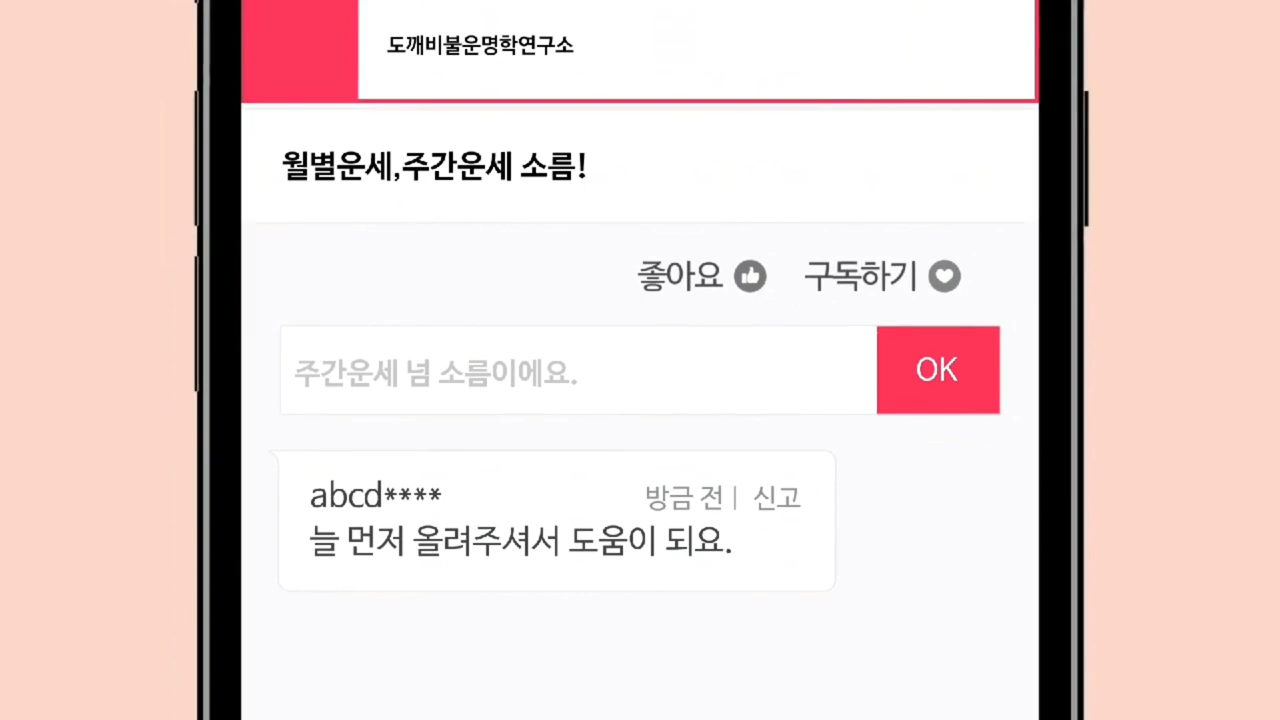 도깨비불운명학연구소
월별운세,주간운세 소름!
좋아요 구독하기
주간운세 넘 소름이에요.
OK
abcd****
방금 전| 신고
늘 먼저 올려주셔서 도움이 되요.